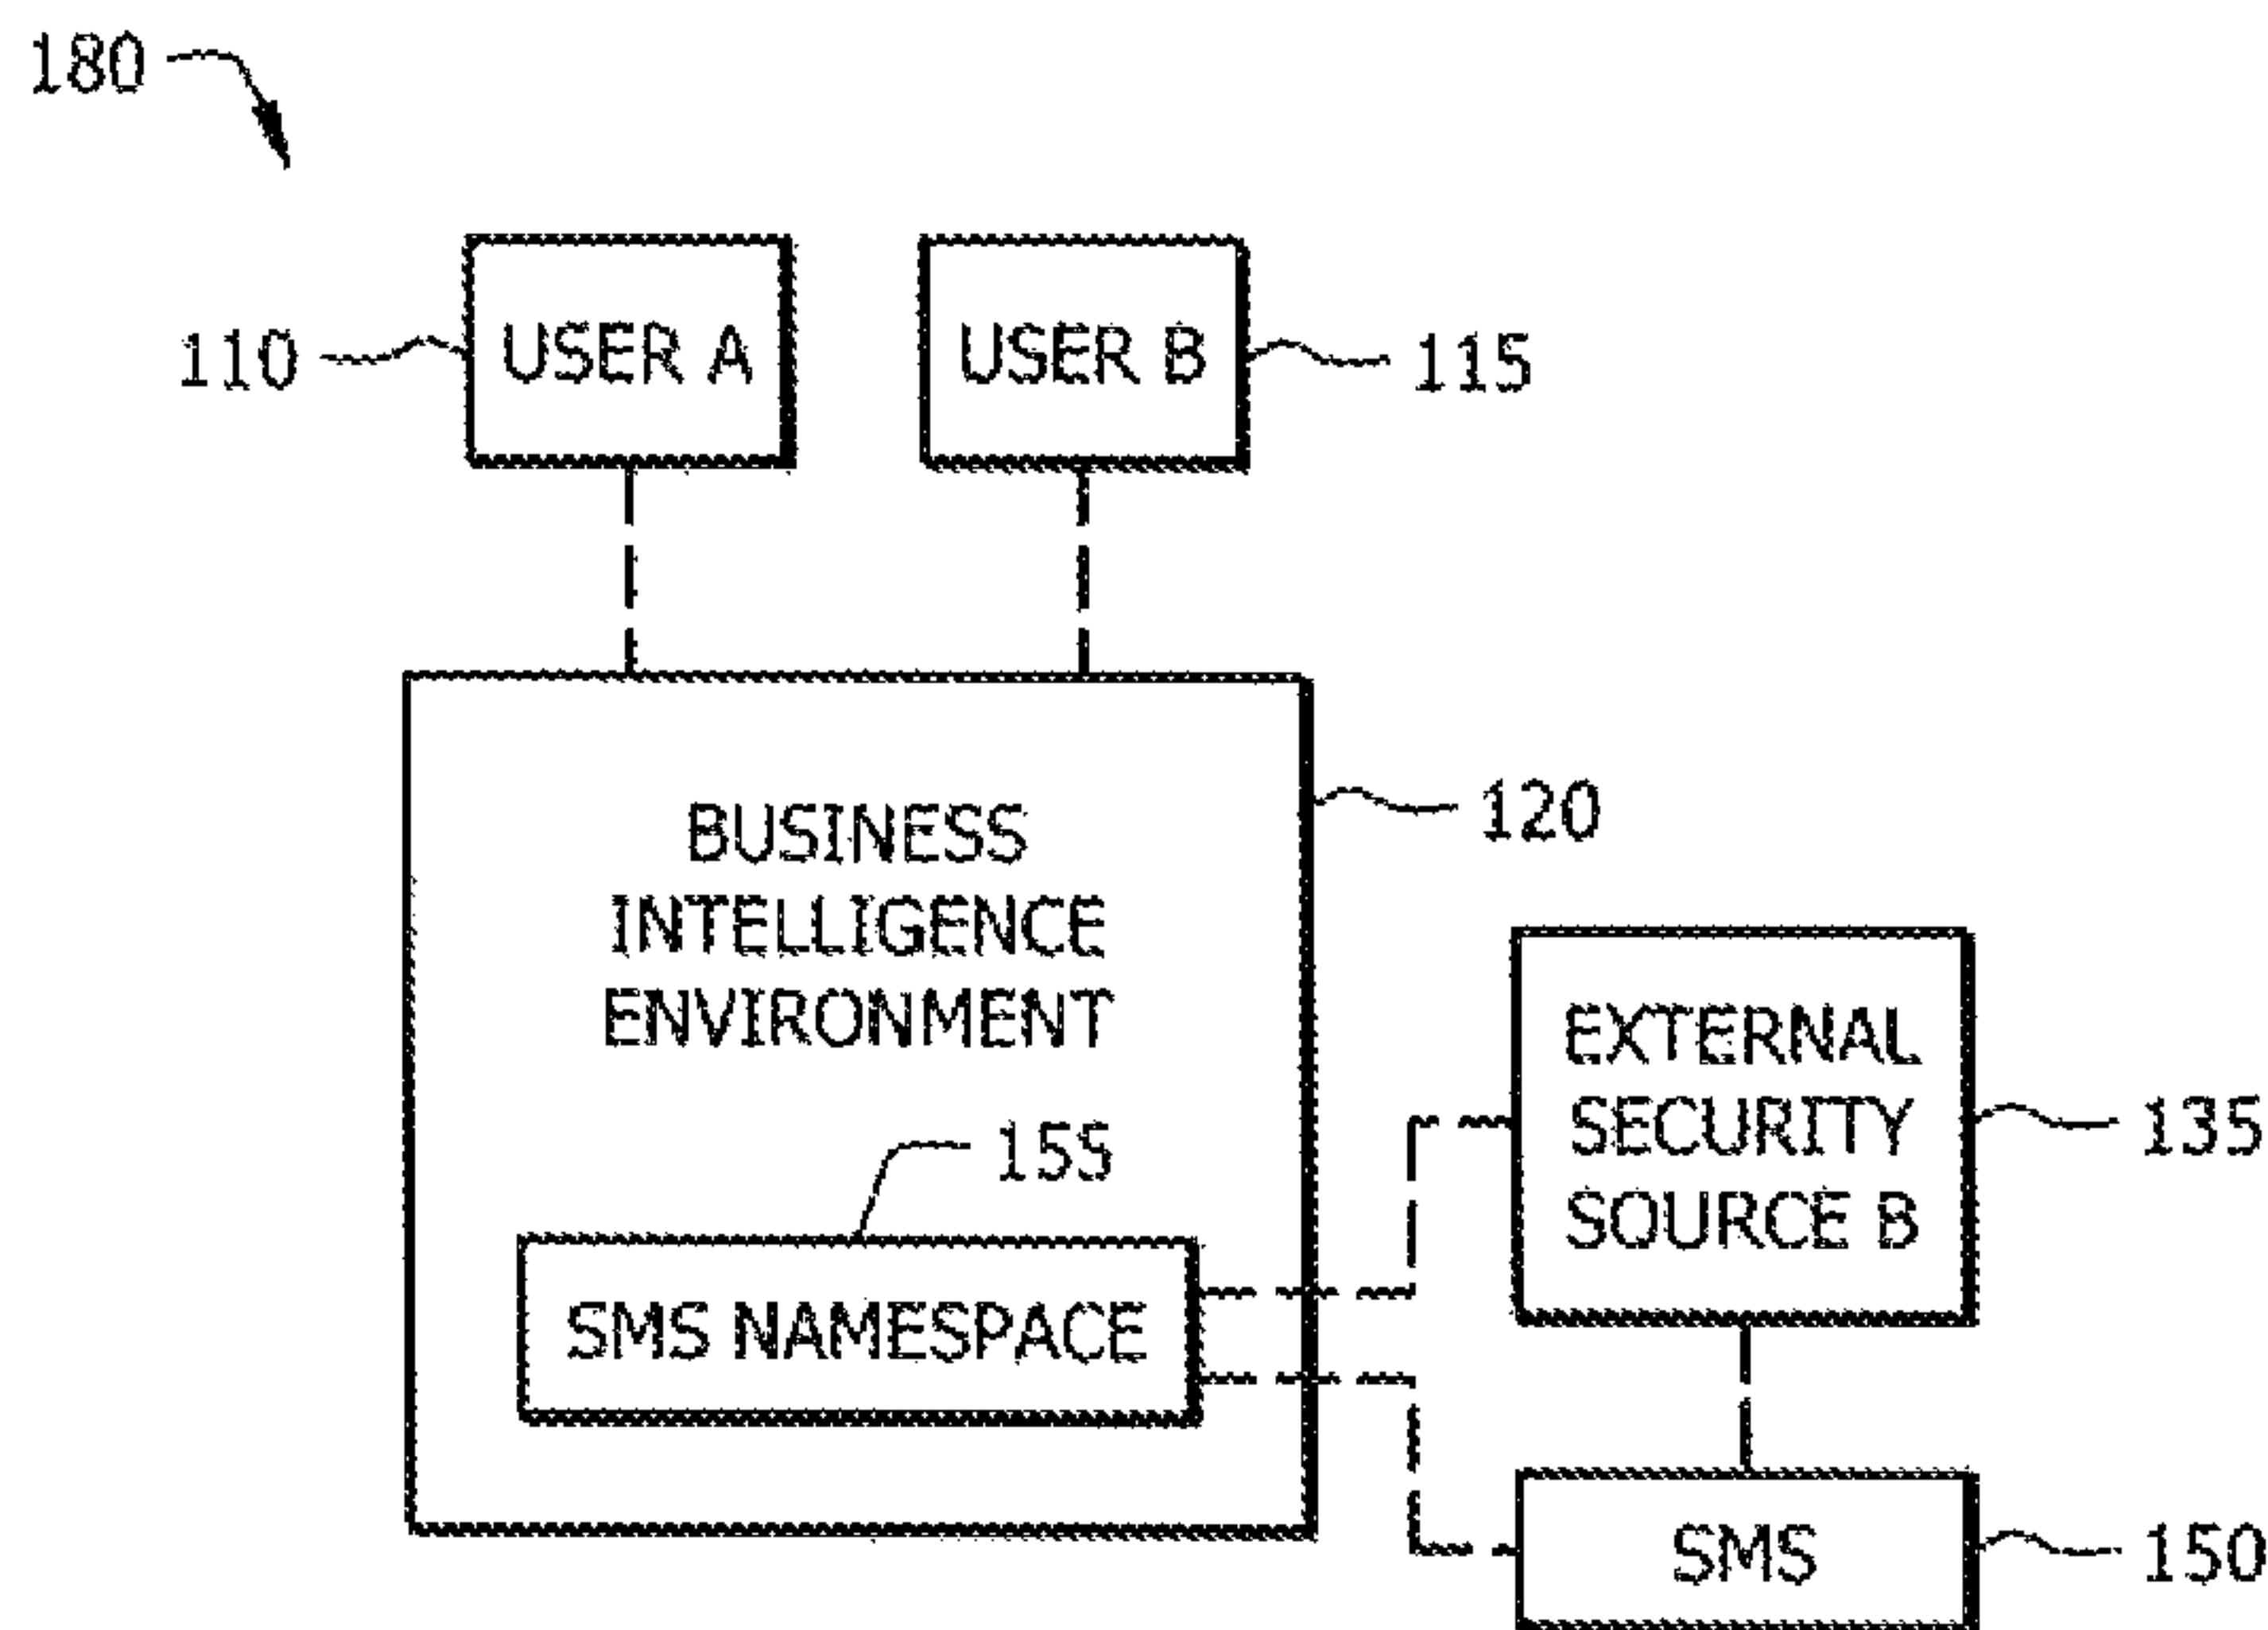 180
110
USER A
USER B
115
BUSINESS
INTELLIGENCE
ENVIRONMENT
120
155
SMS NAMESPACE
EXTERNAL
SECURITY
SOURCE B
135
SMS
150